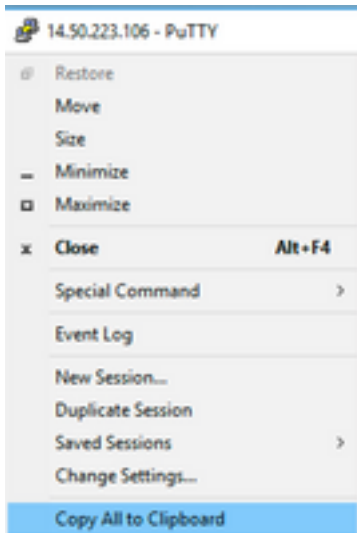 14.50.223.106 - PuTTY
Restore
Move
Size
Minimize
Maximize
Close Alt+F4
Special Command
Event Log
New Session...
Duplicate Session
Saved Sessions
Change Settings...
Copy All to Clipboard